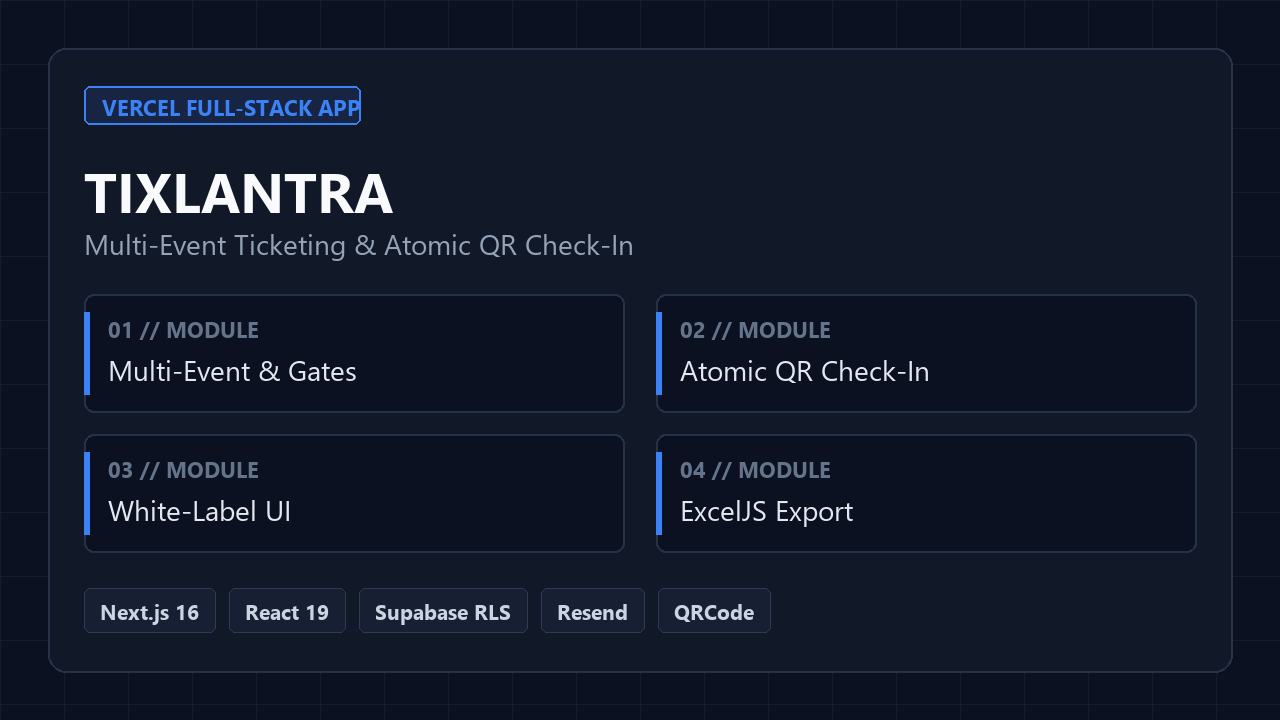 VERCEL FULL-STACK APP
TIXLANTRA
Multi-Event Ticketing & Atomic QR Check-In
01 // MODULE
Multi-Event & Gates
02 // MODULE
Atomic QR Check-In
03 // MODULE
White-Label UI
04 // MODULE
ExcelJS Export
Next.js 16
React 19
Supabase RLS
Resend
QRCode